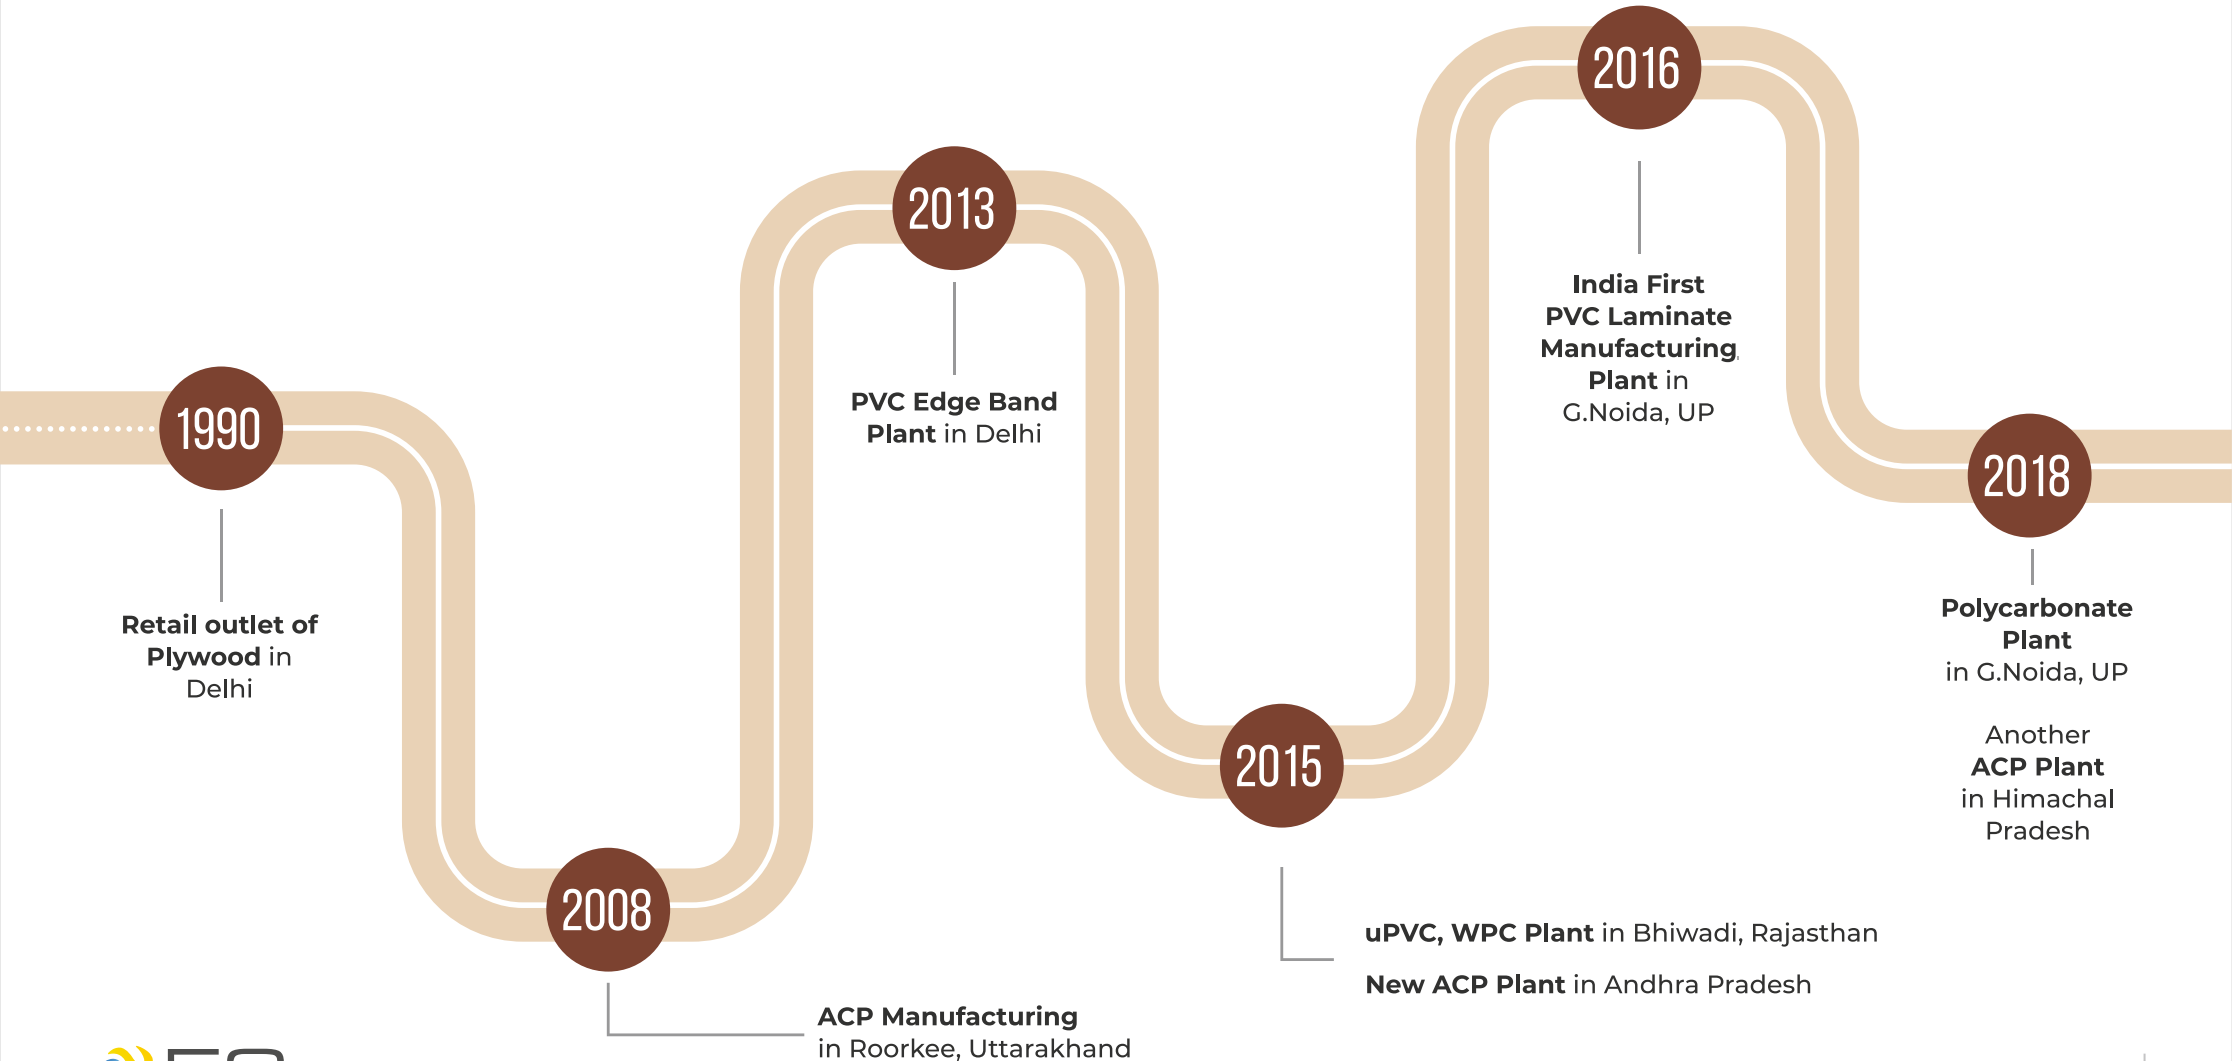 1990
Retail outlet of
Plywood in
Delhi
2008
ACP Manufacturing
in Roorkee, Uttarakhand
2013
PVC Edge Band
Plant in Delhi
2015
uPVC, WPC Plant in Bhiwadi, Rajasthan
New ACP Plant in Andhra Pradesh
2016
India First
PVC Laminate
Manufacturing
Plant in
G.Noida, UP
2018
Polycarbonate
Plant
in G.Noida, UP
Another
ACP Plant
in Himachal
Pradesh